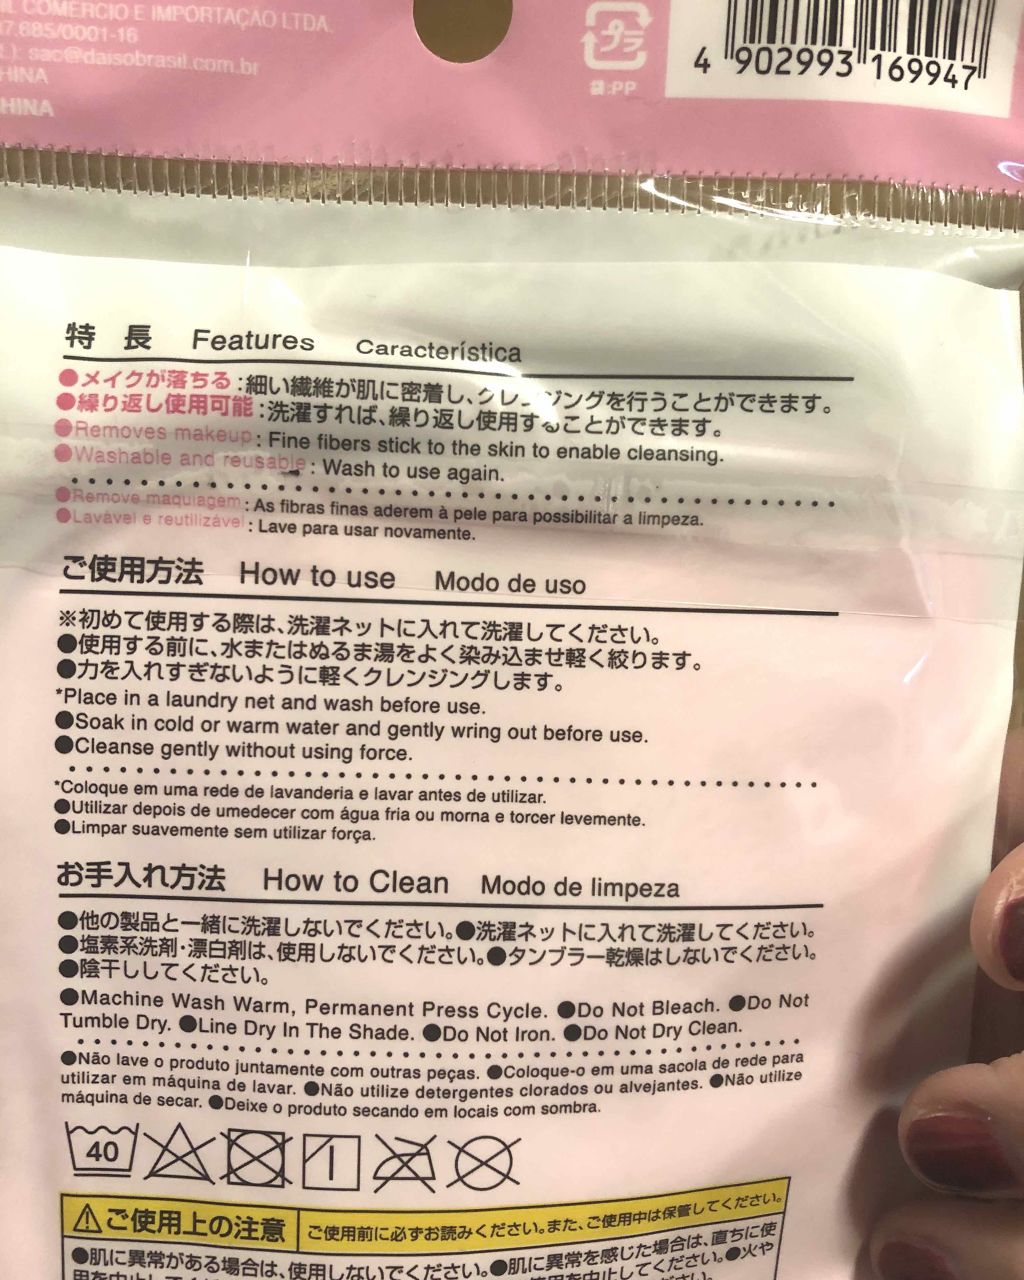 COMERCIO E IMPORTAÇÃO LTDA.
.685/0001-16
sac@daisobrasil.com.br
HINA
HINA
プラ
袋:PP
4 902993 169947
特 長 Features Característica
●メイクが落ちる:細い繊維が肌に密着し、クレンジングを行うことができます。
●繰り返し使用可能:洗濯すれば、繰り返し使用することができます。
●Removes makeup: Fine fibers stick to the skin to enable cleansing.
●Washable and reusable: Wash to use again.
●Remove maquiagem: As fibras finas aderem à pele para possibilitar a limpeza.
●Lavável e reutilizável: Lave para usar novamente.
ご使用方法 How to use Modo de uso
※初めて使用する際は、洗濯ネットに入れて洗濯してください。
●使用する前に、水またはぬるま湯をよく染み込ませ軽く絞ります。
●力を入れすぎないように軽くクレンジングします。
*Place in a laundry net and wash before use.
●Soak in cold or warm water and gently wring out before use.
●Cleanse gently without using force.
*Coloque em uma rede de lavanderia e lavar antes de utilizar.
●Utilizar depois de umedecer com água fria ou morna e torcer levemente.
●Limpar suavemente sem utilizar força.
お手入れ方法 How to Clean Modo de limpeza
●他の製品と一緒に洗濯しないでください。●洗濯ネットに入れて洗濯してください。
●塩素系洗剤・漂白剤は、使用しないでください。●タンブラー乾燥はしないでください。
●陰干ししてください。
●Machine Wash Warm, Permanent Press Cycle. ●Do Not Bleach. ●Do Not
Tumble Dry. ●Line Dry In The Shade. ●Do Not Iron. ●Do Not Dry Clean.
●Não lave o produto juntamente com outras peças. ●Coloque-o em uma sacola de rede para
utilizar em máquina de lavar. ●Não utilize detergentes clorados ou alvejantes. ●Não utilize
máquina de secar. ●Deixe o produto secando em locais com sombra.
40
ご使用上の注意 ご使用前に必ずお読みください。また、ご使用中は保管してください。
●肌に異常がある場合は、使用しないでください。●肌に異常を感じた場合は、直ちに使
用を中止してください。●火や